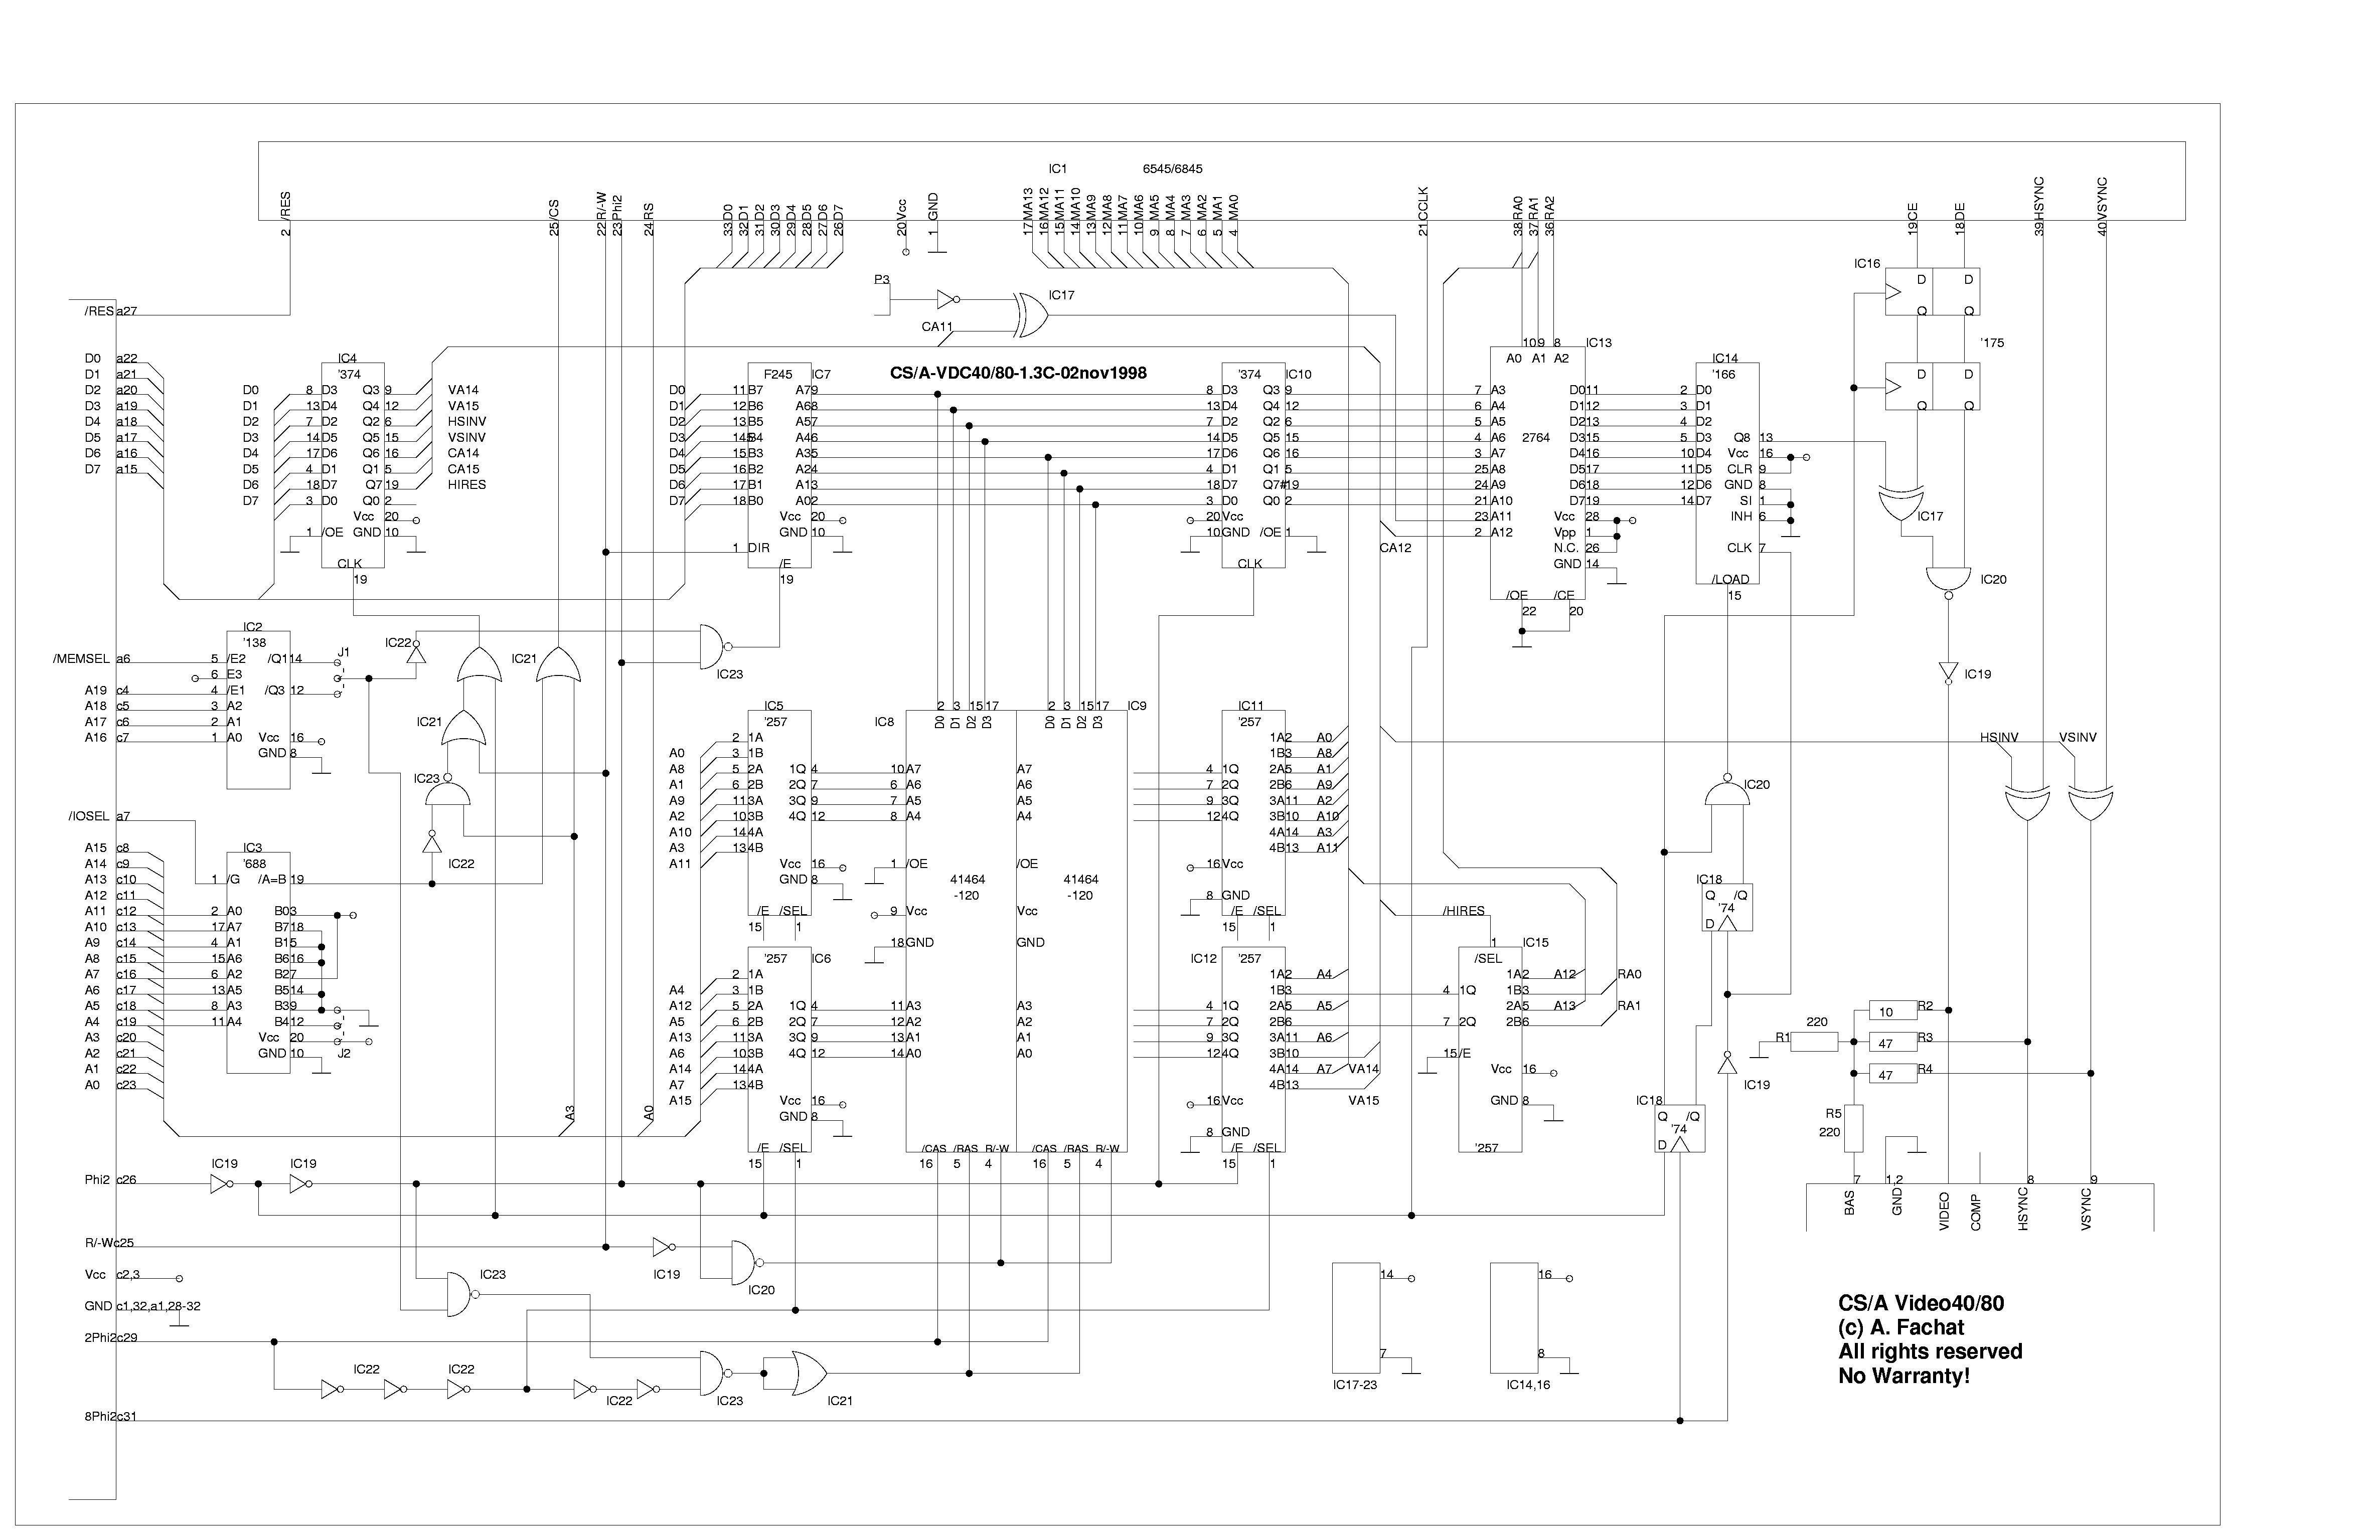 IC1 6545/6845
2 /RES
25 /CS
22 R/-W
23 Phi2
24 RS
33 D0
32 D1
31 D2
30 D3
29 D4
28 D5
27 D6
26 D7
20 Vcc
1 GND
17 MA13
16 MA12
15 MA11
14 MA10
13 MA9
12 MA8
11 MA7
10 MA6
9 MA5
8 MA4
7 MA3
6 MA2
5 MA1
4 MA0
21 CCLK
38 RA0
37 RA1
36 RA2
19 CE
18 DE
39 HSYNC
40 VSYNC
/RES a27
D0 a22
D1 a21
D2 a20
D3 a19
D4 a18
D5 a17
D6 a16
D7 a15
/MEMSEL a6
A19 c4
A18 c5
A17 c6
A16 c7
/IOSEL a7
A15 c8
A14 c9
A13 c10
A12 c11
A11 c12
A10 c13
A9 c14
A8 c15
A7 c16
A6 c17
A5 c18
A4 c19
A3 c20
A2 c21
A1 c22
A0 c23
Phi2 c26
R/-W c25
Vcc c2,3
GND c1,32,a1,28-32
2Phi2 c29
8Phi2 c31
IC4
'374
D0 8 D3 Q3 9 VA14
D1 13 D4 Q4 12 VA15
D2 7 D2 Q2 6 HSINV
D3 14 D5 Q5 15 VSINV
D4 17 D6 Q6 16 CA14
D5 4 D1 Q1 5 CA15
D6 18 D7 Q7 19 HIRES
D7 3 D0 Q0 2
Vcc 20
1 /OE GND 10
CLK
19
P3
CA11
IC17
CS/A-VDC40/80-1.3C-02nov1998
F245 IC7
D0 11 B7 A7 9
D1 12 B6 A6 8
D2 13 B5 A5 7
D3 14 B4 A4 6
D4 15 B3 A3 5
D5 16 B2 A2 4
D6 17 B1 A1 3
D7 18 B0 A0 2
Vcc 20
GND 10
1 DIR
/E
19
'374 IC10
8 D3 Q3 9
13 D4 Q4 12
7 D2 Q2 6
14 D5 Q5 15
17 D6 Q6 16
4 D1 Q1 5
18 D7 Q7# 19
3 D0 Q0 2
20 Vcc
10 GND /OE 1
CLK
CA12
10 9 8 IC13
A0 A1 A2
7 A3 D0 11
6 A4 D1 12
5 A5 D2 13
4 A6 2764 D3 15
3 A7 D4 16
25 A8 D5 17
24 A9 D6 18
21 A10 D7 19
23 A11 Vcc 28
2 A12 Vpp 1
N.C. 26
GND 14
/OE /CE
22 20
IC14
'166
2 D0
3 D1
4 D2
5 D3 Q8 13
10 D4 Vcc 16
11 D5 CLR 9
12 D6 GND 8
14 D7 SI 1
INH 6
CLK 7
/LOAD
15
IC16
D D
Q Q
'175
D D
Q Q
IC17
IC20
IC19
IC2
'138
5 /E2 /Q1 14 J1
6 E3
4 /E1 /Q3 12
3 A2
2 A1
1 A0 Vcc 16
GND 8
IC22
IC21
IC21
IC23
IC23
IC22
IC3
'688
1 /G /A=B 19
2 A0 B0 3
17 A7 B7 18
4 A1 B1 5
15 A6 B6 16
6 A2 B2 7
13 A5 B5 14
8 A3 B3 9
11 A4 B4 12
Vcc 20
GND 10 J2
A3
A0
IC5
'257
2 1A
A0 3 1B
A8 5 2A 1Q 4
A1 6 2B 2Q 7
A9 11 3A 3Q 9
A2 10 3B 4Q 12
A10 14 4A
A3 13 4B
A11 Vcc 16
GND 8
/E /SEL
15 1
'257 IC6
2 1A
A4 3 1B
A12 5 2A 1Q 4
A5 6 2B 2Q 7
A13 11 3A 3Q 9
A6 10 3B 4Q 12
A14 14 4A
A7 13 4B
A15 Vcc 16
GND 8
/E /SEL
15 1
IC8 2 3 15 17 2 3 15 17 IC9
D0 D1 D2 D3 D0 D1 D2 D3
10 A7 A7
6 A6 A6
7 A5 A5
8 A4 A4
1 /OE /OE
41464 41464
-120 -120
9 Vcc Vcc
18 GND GND
11 A3 A3
12 A2 A2
13 A1 A1
14 A0 A0
/CAS /RAS R/-W /CAS /RAS R/-W
16 5 4 16 5 4
IC11
'257
1A 2 A0
1B 3 A8
4 1Q 2A 5 A1
7 2Q 2B 6 A9
9 3Q 3A 11 A2
12 4Q 3B 10 A10
4A 14 A3
4B 13 A11
16 Vcc
8 GND
/E /SEL
15 1
IC12 '257
1A 2 A4
1B 3
4 1Q 2A 5 A5
7 2Q 2B 6
9 3Q 3A 11 A6
12 4Q 3B 10
4A 14 A7 VA14
4B 13
16 Vcc VA15
8 GND
/E /SEL
15 1
/HIRES
1 IC15
/SEL
1A 2 A12 RA0
4 1Q 1B 3
2A 5 A13 RA1
7 2Q 2B 6
15 /E
Vcc 16
GND 8
'257
HSINV VSINV
IC20
IC18
Q /Q
'74
D
IC19
IC18
Q /Q
'74
D
R1 220
10 R2
47 R3
47 R4
R5
220
7 1,2 8 9
BAS GND VIDEO COMP HSYNC VSYNC
IC19 IC19
IC19
IC20
IC23
IC22 IC22
IC22 IC23 IC21
14
7
IC17-23
16
8
IC14,16
CS/A Video40/80
(c) A. Fachat
All rights reserved
No Warranty!